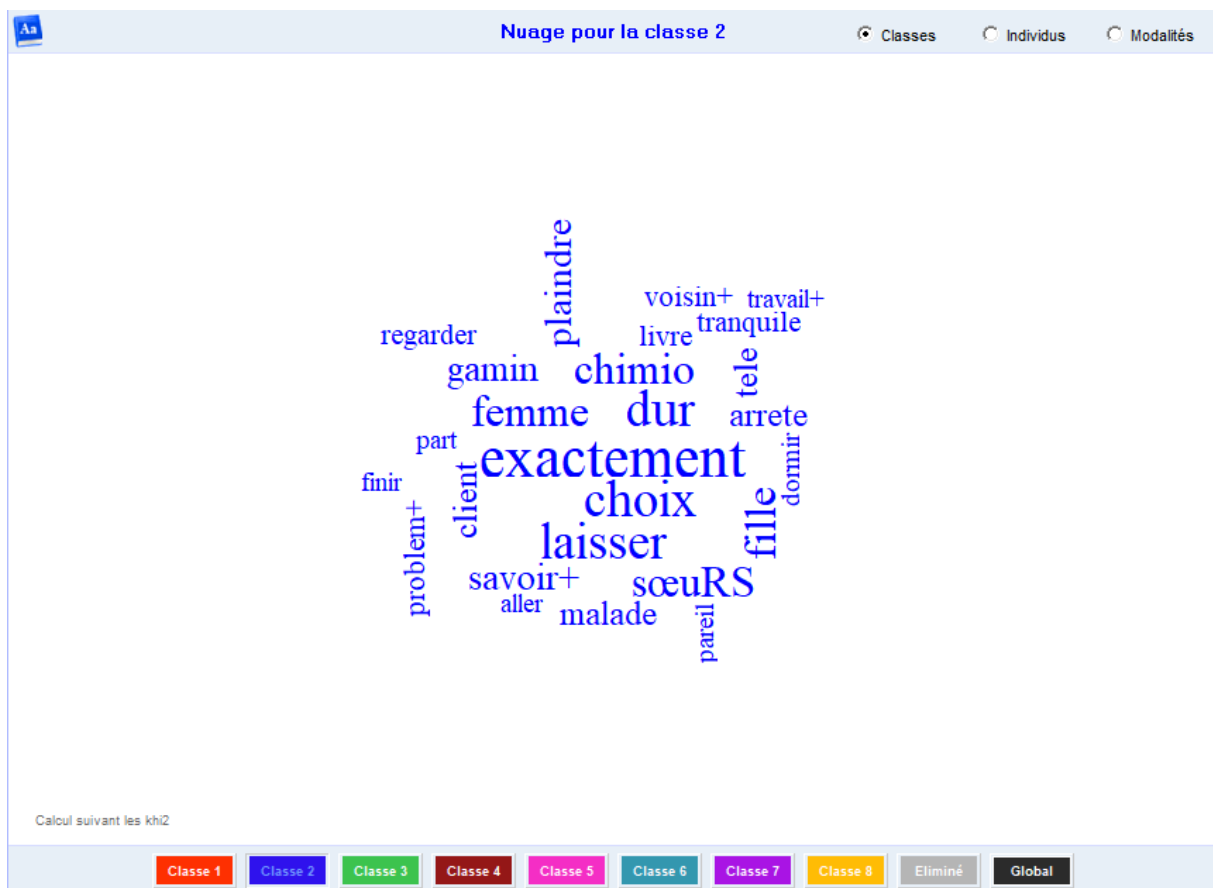 Aa
Nuage pour la classe 2
Classes
Individus
Modalités
plaindre
voisin+
travail+
tranquile
regarder
livre
gamin
chimio
tele
femme
dur
arrete
part
exactement
dormir
finir
client
choix
fille
problem+
laisser
savoir+
sœuRS
aller
malade
pareil
Calcul suivant les khi2
Classe 1 Classe 2 Classe 3 Classe 4 Classe 5 Classe 6 Classe 7 Classe 8 Eliminé Global